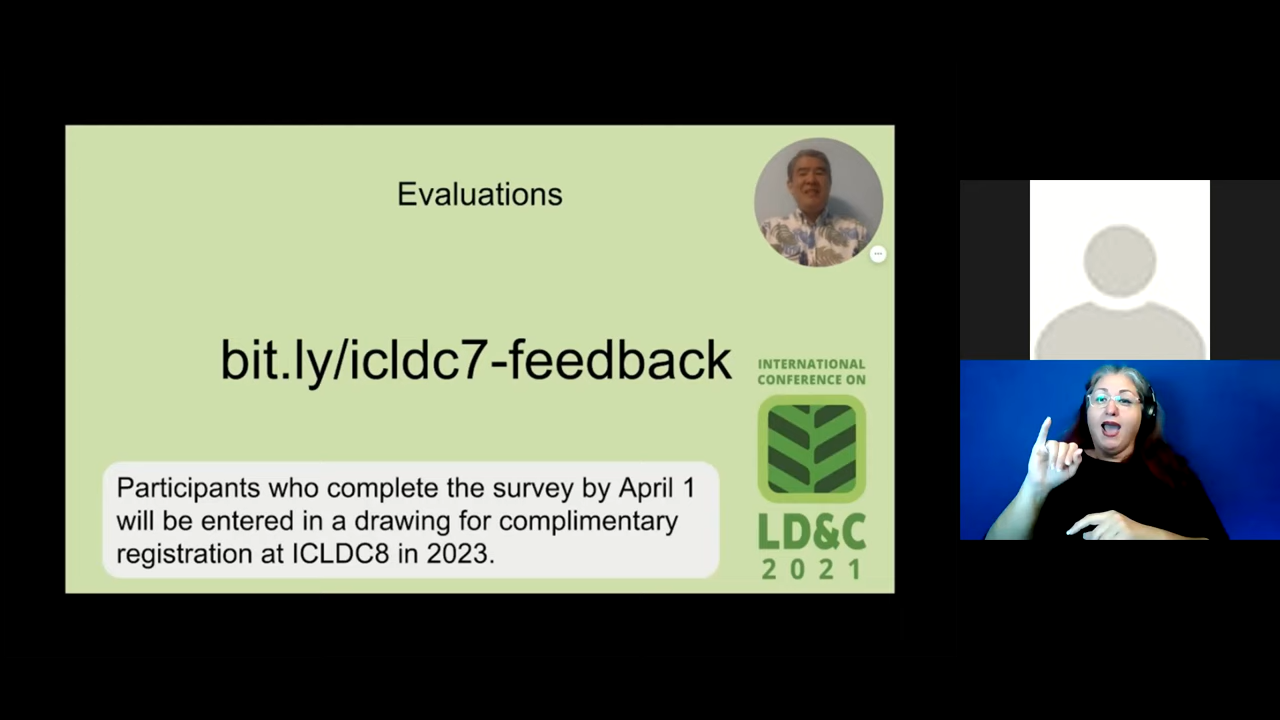 Evaluations
bit.ly/icldc7-feedback
Participants who complete the survey by April 1
will be entered in a drawing for complimentary
registration at ICLDC8 in 2023.
INTERNATIONAL
CONFERENCE ON
LD&C
2021